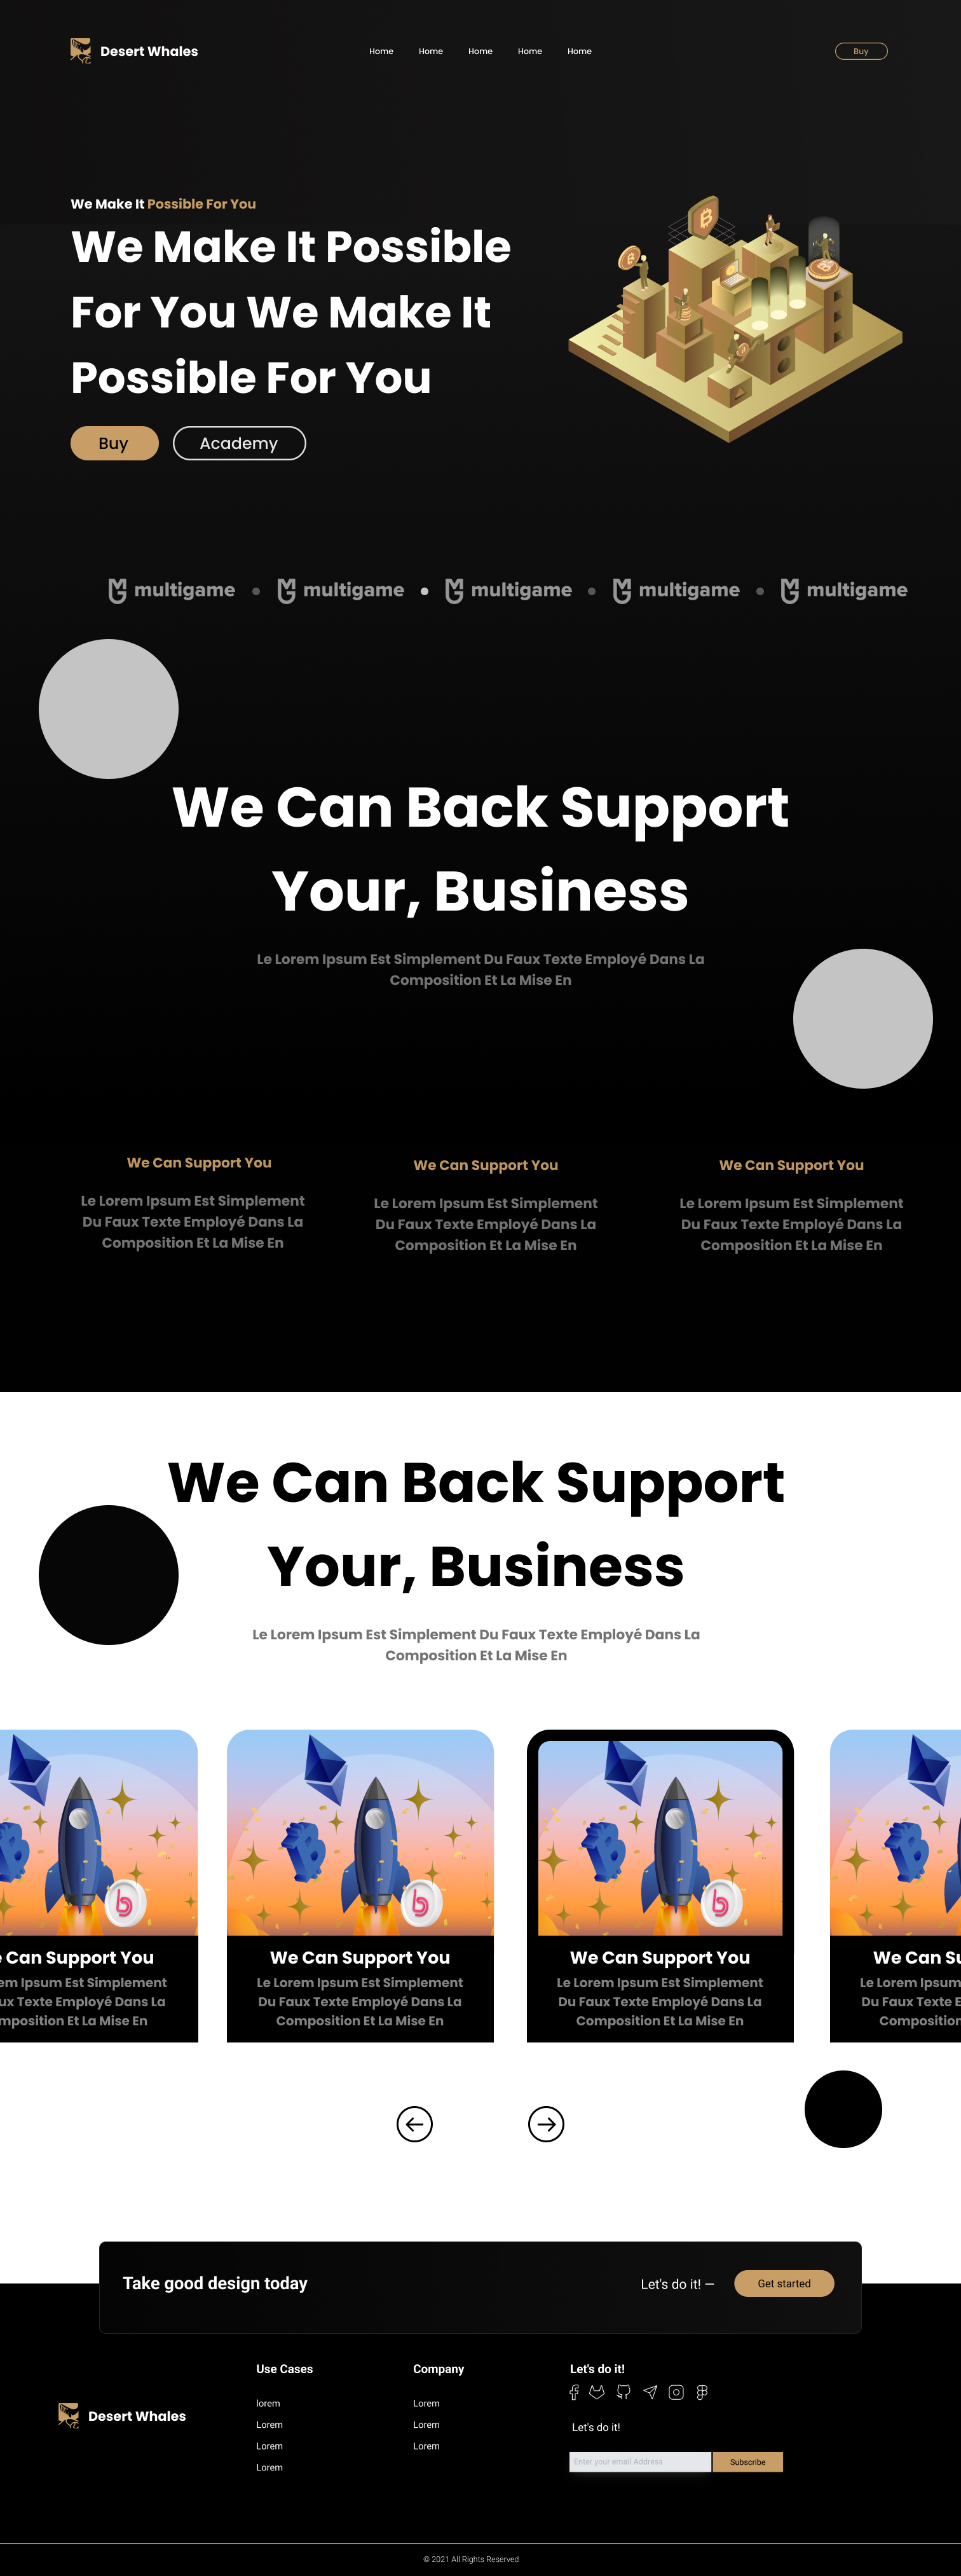 Desert Whales
Home
Home
Home
Home
Home
Buy
We Make It Possible For You
We Make It Possible
For You We Make It
Possible For You
Buy
Academy
multigame
multigame
multigame
multigame
multigame
We Can Back Support
Your, Business
Le Lorem Ipsum Est Simplement Du Faux Texte Employé Dans La
Composition Et La Mise En
We Can Support You
Le Lorem Ipsum Est Simplement
Du Faux Texte Employé Dans La
Composition Et La Mise En
We Can Support You
Le Lorem Ipsum Est Simplement
Du Faux Texte Employé Dans La
Composition Et La Mise En
We Can Support You
Le Lorem Ipsum Est Simplement
Du Faux Texte Employé Dans La
Composition Et La Mise En
We Can Back Support
Your, Business
Le Lorem Ipsum Est Simplement Du Faux Texte Employé Dans La
Composition Et La Mise En
Can Support You
Ipsum Est Simplement
Texte Employé Dans La
Et La Mise En
We Can Support You
Le Lorem Ipsum Est Simplement
Du Faux Texte Employé Dans La
Composition Et La Mise En
We Can Support You
Le Lorem Ipsum Est Simplement
Du Faux Texte Employé Dans La
Composition Et La Mise En
We Can
Le Lorem Ipsum
Du Faux Texte
Composition
Take good design today
Let's do it! —
Get started
Desert Whales
Use Cases
lorem
Lorem
Lorem
Lorem
Company
Lorem
Lorem
Lorem
Let's do it!
Let's do it!
Enter your email Address
Subscribe
© 2021 All Rights Reserved